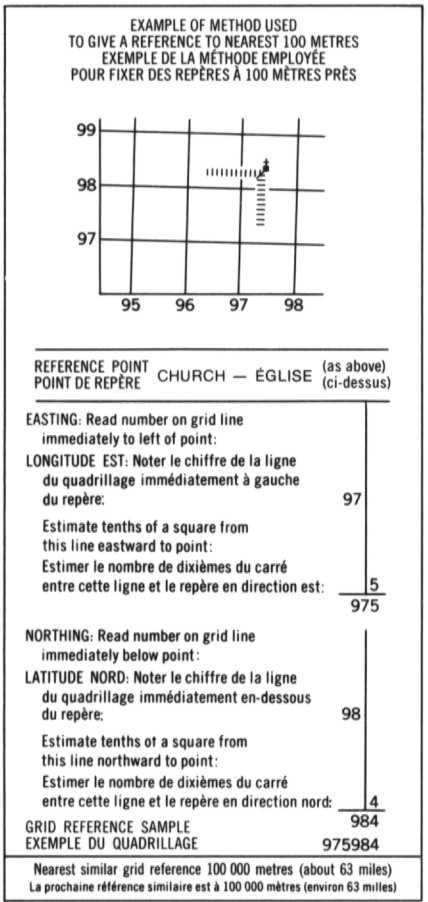 EXAMPLE OF METHOD USED
TO GIVE A REFERENCE TO NEAREST 100 METRES
EXEMPLE DE LA MÉTHODE EMPLOYÉE
POUR FIXER DES REPÈRES À 100 MÈTRES PRÈS
99
98
97
95 96 97 98
REFERENCE POINT
POINT DE REPÈRE
CHURCH — ÉGLISE
(as above)
(ci-dessus)
EASTING: Read number on grid line
immediately to left of point:
LONGITUDE EST: Noter le chiffre de la ligne
du quadrillage immédiatement à gauche
du repère: 97
Estimate tenths of a square from
this line eastward to point:
Estimer le nombre de dixièmes du carré
entre cette ligne et le repère en direction est: 5
975
NORTHING: Read number on grid line
immediately below point:
LATITUDE NORD: Noter le chiffre de la ligne
du quadrillage immédiatement en-dessous
du repère: 98
Estimate tenths of a square from
this line northward to point:
Estimer le nombre de dixièmes du carré
entre cette ligne et le repère en direction nord: 4
984
GRID REFERENCE SAMPLE
EXEMPLE DU QUADRILLAGE 975984
Nearest similar grid reference 100 000 metres (about 63 miles)
La prochaine référence similaire est à 100 000 mètres (environ 63 milles)